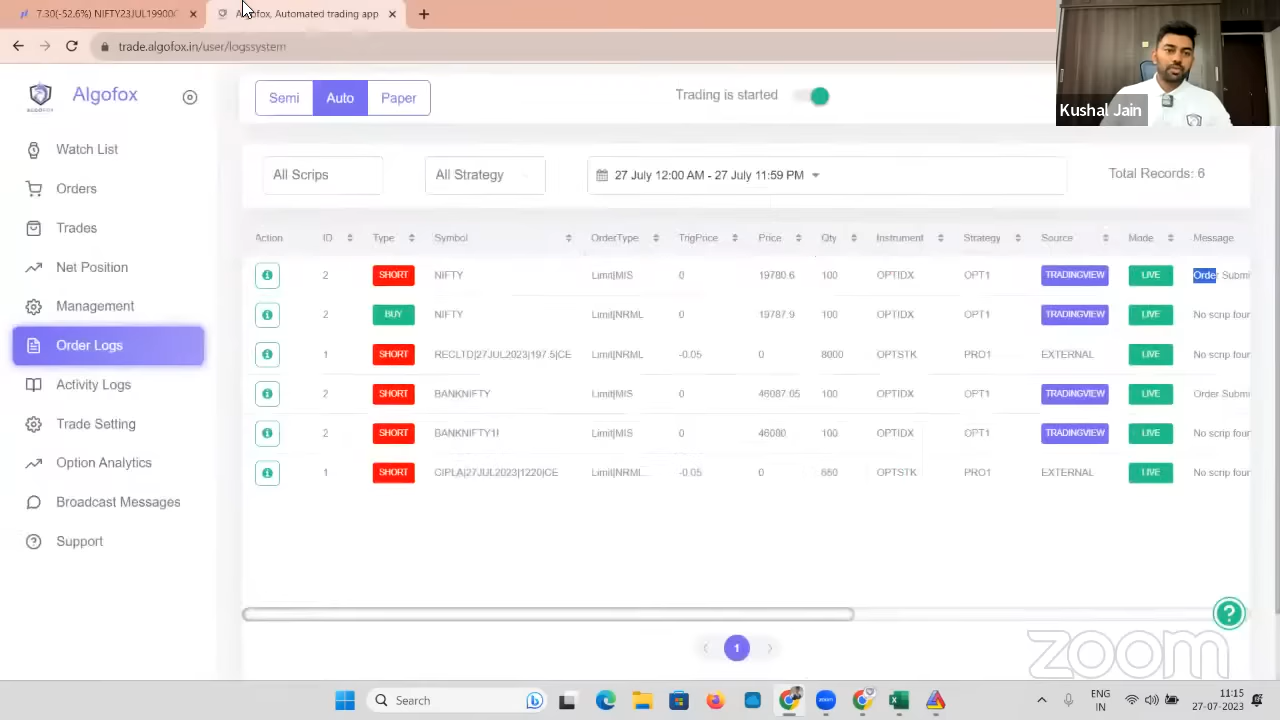 7.30(-52.6%) NIFTY23JUL19900
Algofox, Automated trading app
trade.algofox.in/user/logssystem
Kushal Jain
ALGOFOX
Algofox
Semi Auto Paper
Trading is started
Watch List
Orders
Trades
Net Position
Management
Order Logs
Activity Logs
Trade Setting
Option Analytics
Broadcast Messages
Support
All Scrips All Strategy 27 July 12:00 AM - 27 July 11:59 PM Total Records: 6
Action ID Type Symbol OrderType TrigPrice Price Qty Instrument Strategy Source Mode Message
2 SHORT NIFTY Limit|MIS 0 19780.6 100 OPTIDX OPT1 TRADINGVIEW LIVE Order Submi
2 BUY NIFTY Limit|NRML 0 19787.9 100 OPTIDX OPT1 TRADINGVIEW LIVE No scrip four
1 SHORT RECLTD|27JUL2023|197.5|CE Limit|NRML -0.05 0 8000 OPTSTK PRO1 EXTERNAL LIVE No scrip four
2 SHORT BANKNIFTY Limit|MIS 0 46087.05 100 OPTIDX OPT1 TRADINGVIEW LIVE Order Submi
2 SHORT BANKNIFTY1! Limit|MIS 0 46080 100 OPTIDX OPT1 TRADINGVIEW LIVE No scrip four
1 SHORT CIPLA|27JUL2023|1220|CE Limit|NRML -0.05 0 650 OPTSTK PRO1 EXTERNAL LIVE No scrip four
1
?
zoom
Search
zoom
ENG
IN
11:15
27-07-2023